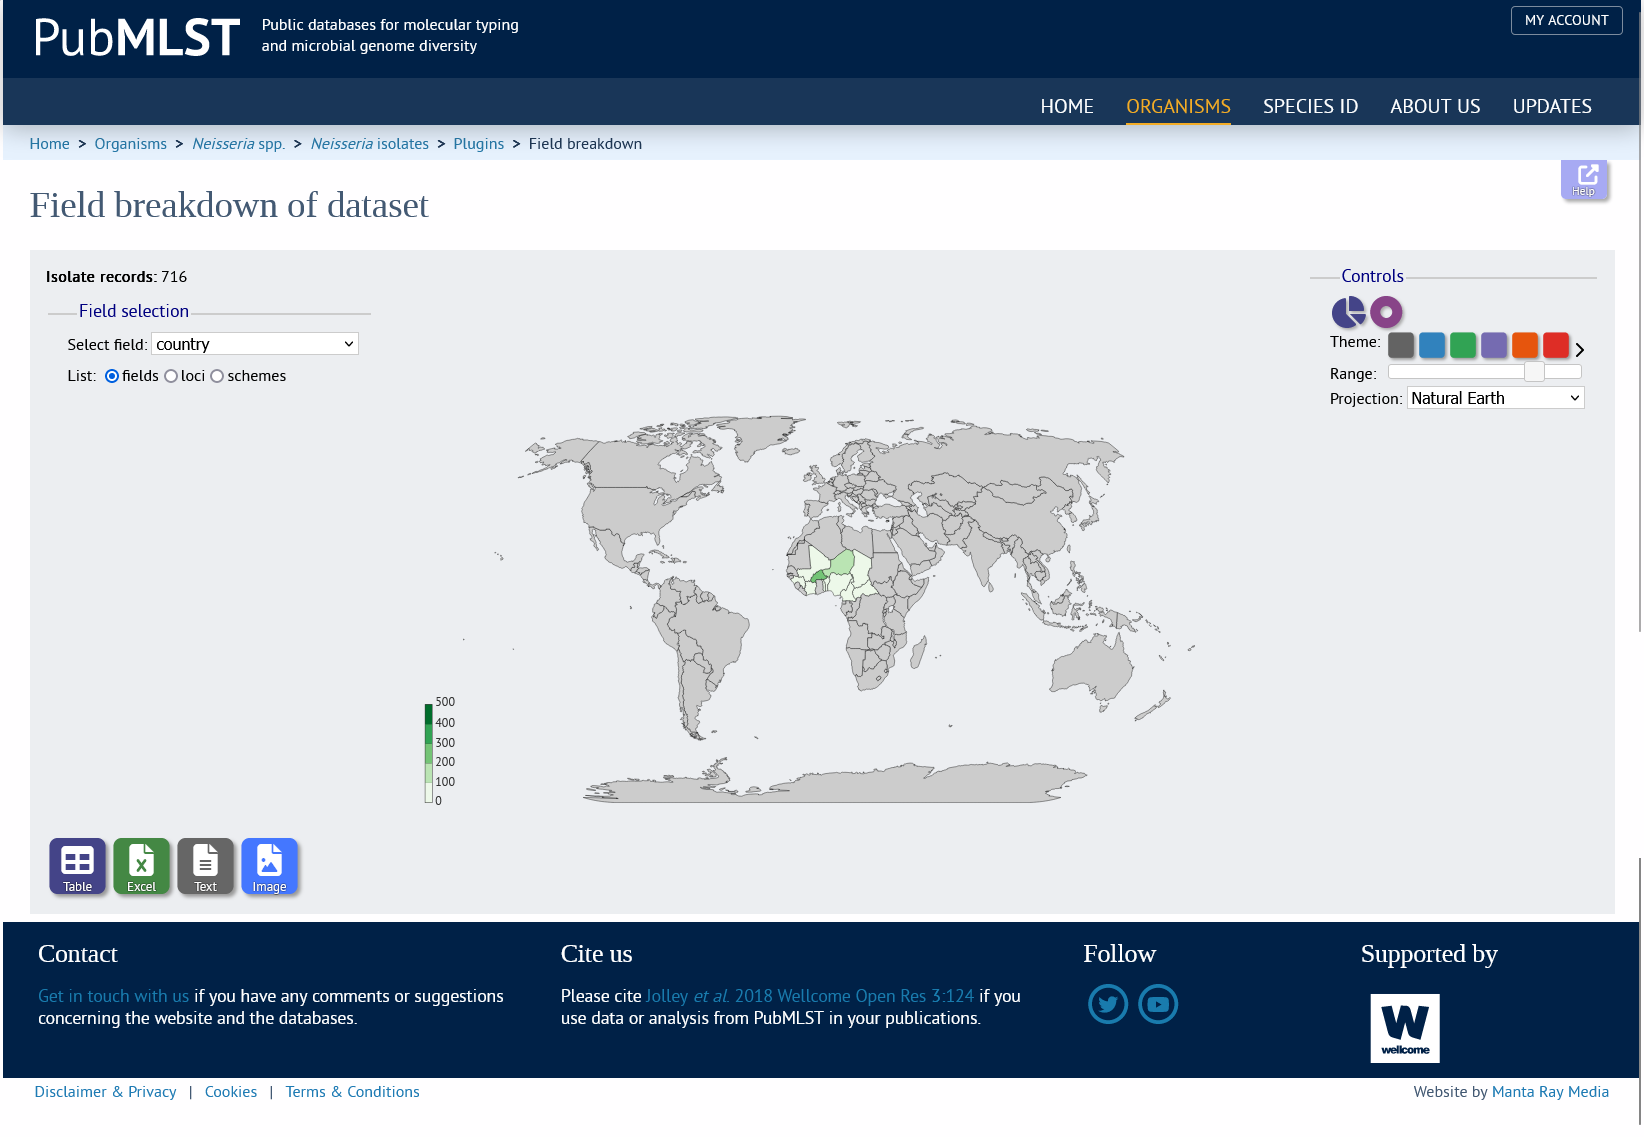 PubMLST
Public databases for molecular typing
and microbial genome diversity
MY ACCOUNT
HOME ORGANISMS SPECIES ID ABOUT US UPDATES
Home > Organisms > Neisseria spp. > Neisseria isolates > Plugins > Field breakdown
Help
Field breakdown of dataset
Isolate records: 716
Field selection
Select field: country
List: fields loci schemes
Controls
Theme:
Range:
Projection: Natural Earth
500
400
300
200
100
0
Table Excel Text Image
Contact
Get in touch with us if you have any comments or suggestions
concerning the website and the databases.
Cite us
Please cite Jolley et al. 2018 Wellcome Open Res 3:124 if you
use data or analysis from PubMLST in your publications.
Follow
Supported by
W
wellcome
Disclaimer & Privacy | Cookies | Terms & Conditions
Website by Manta Ray Media